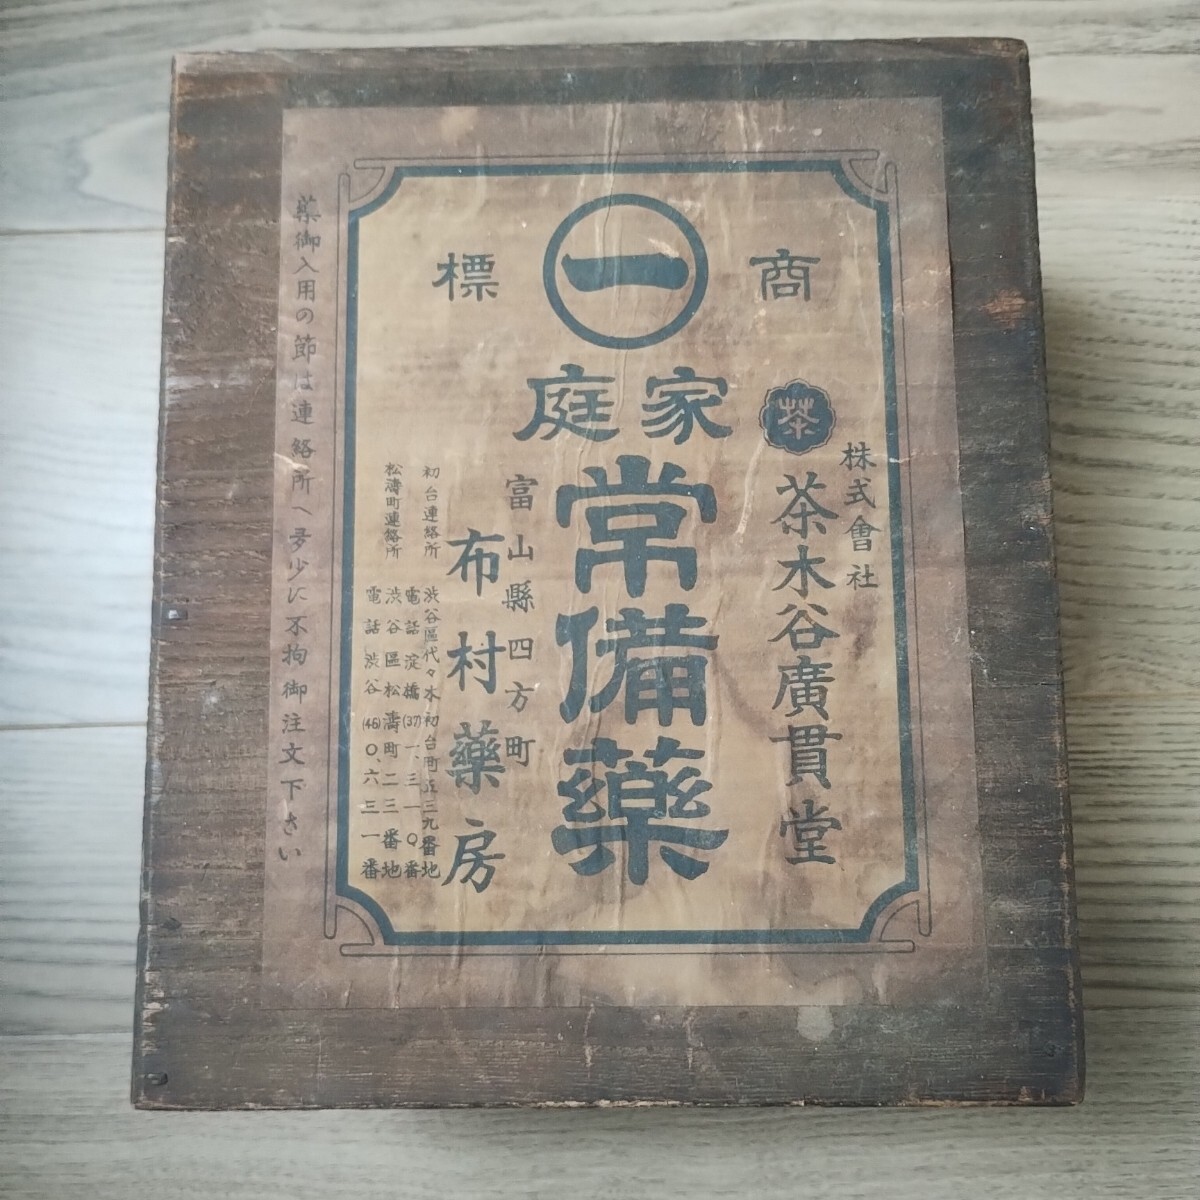 商標
一
株式會社
茶
茶木谷廣貫堂
家庭
常備藥
富山縣四方町
布村藥房
初台連絡所 渋谷區代々木初台町五三九番地
電話淀橋(37)一、三一〇番
松濤町連絡所 渋谷區松濤町二三番地
電話渋谷(46)〇、六三一番
藥御入用の節は連絡所へ多少に不拘御注文下さい